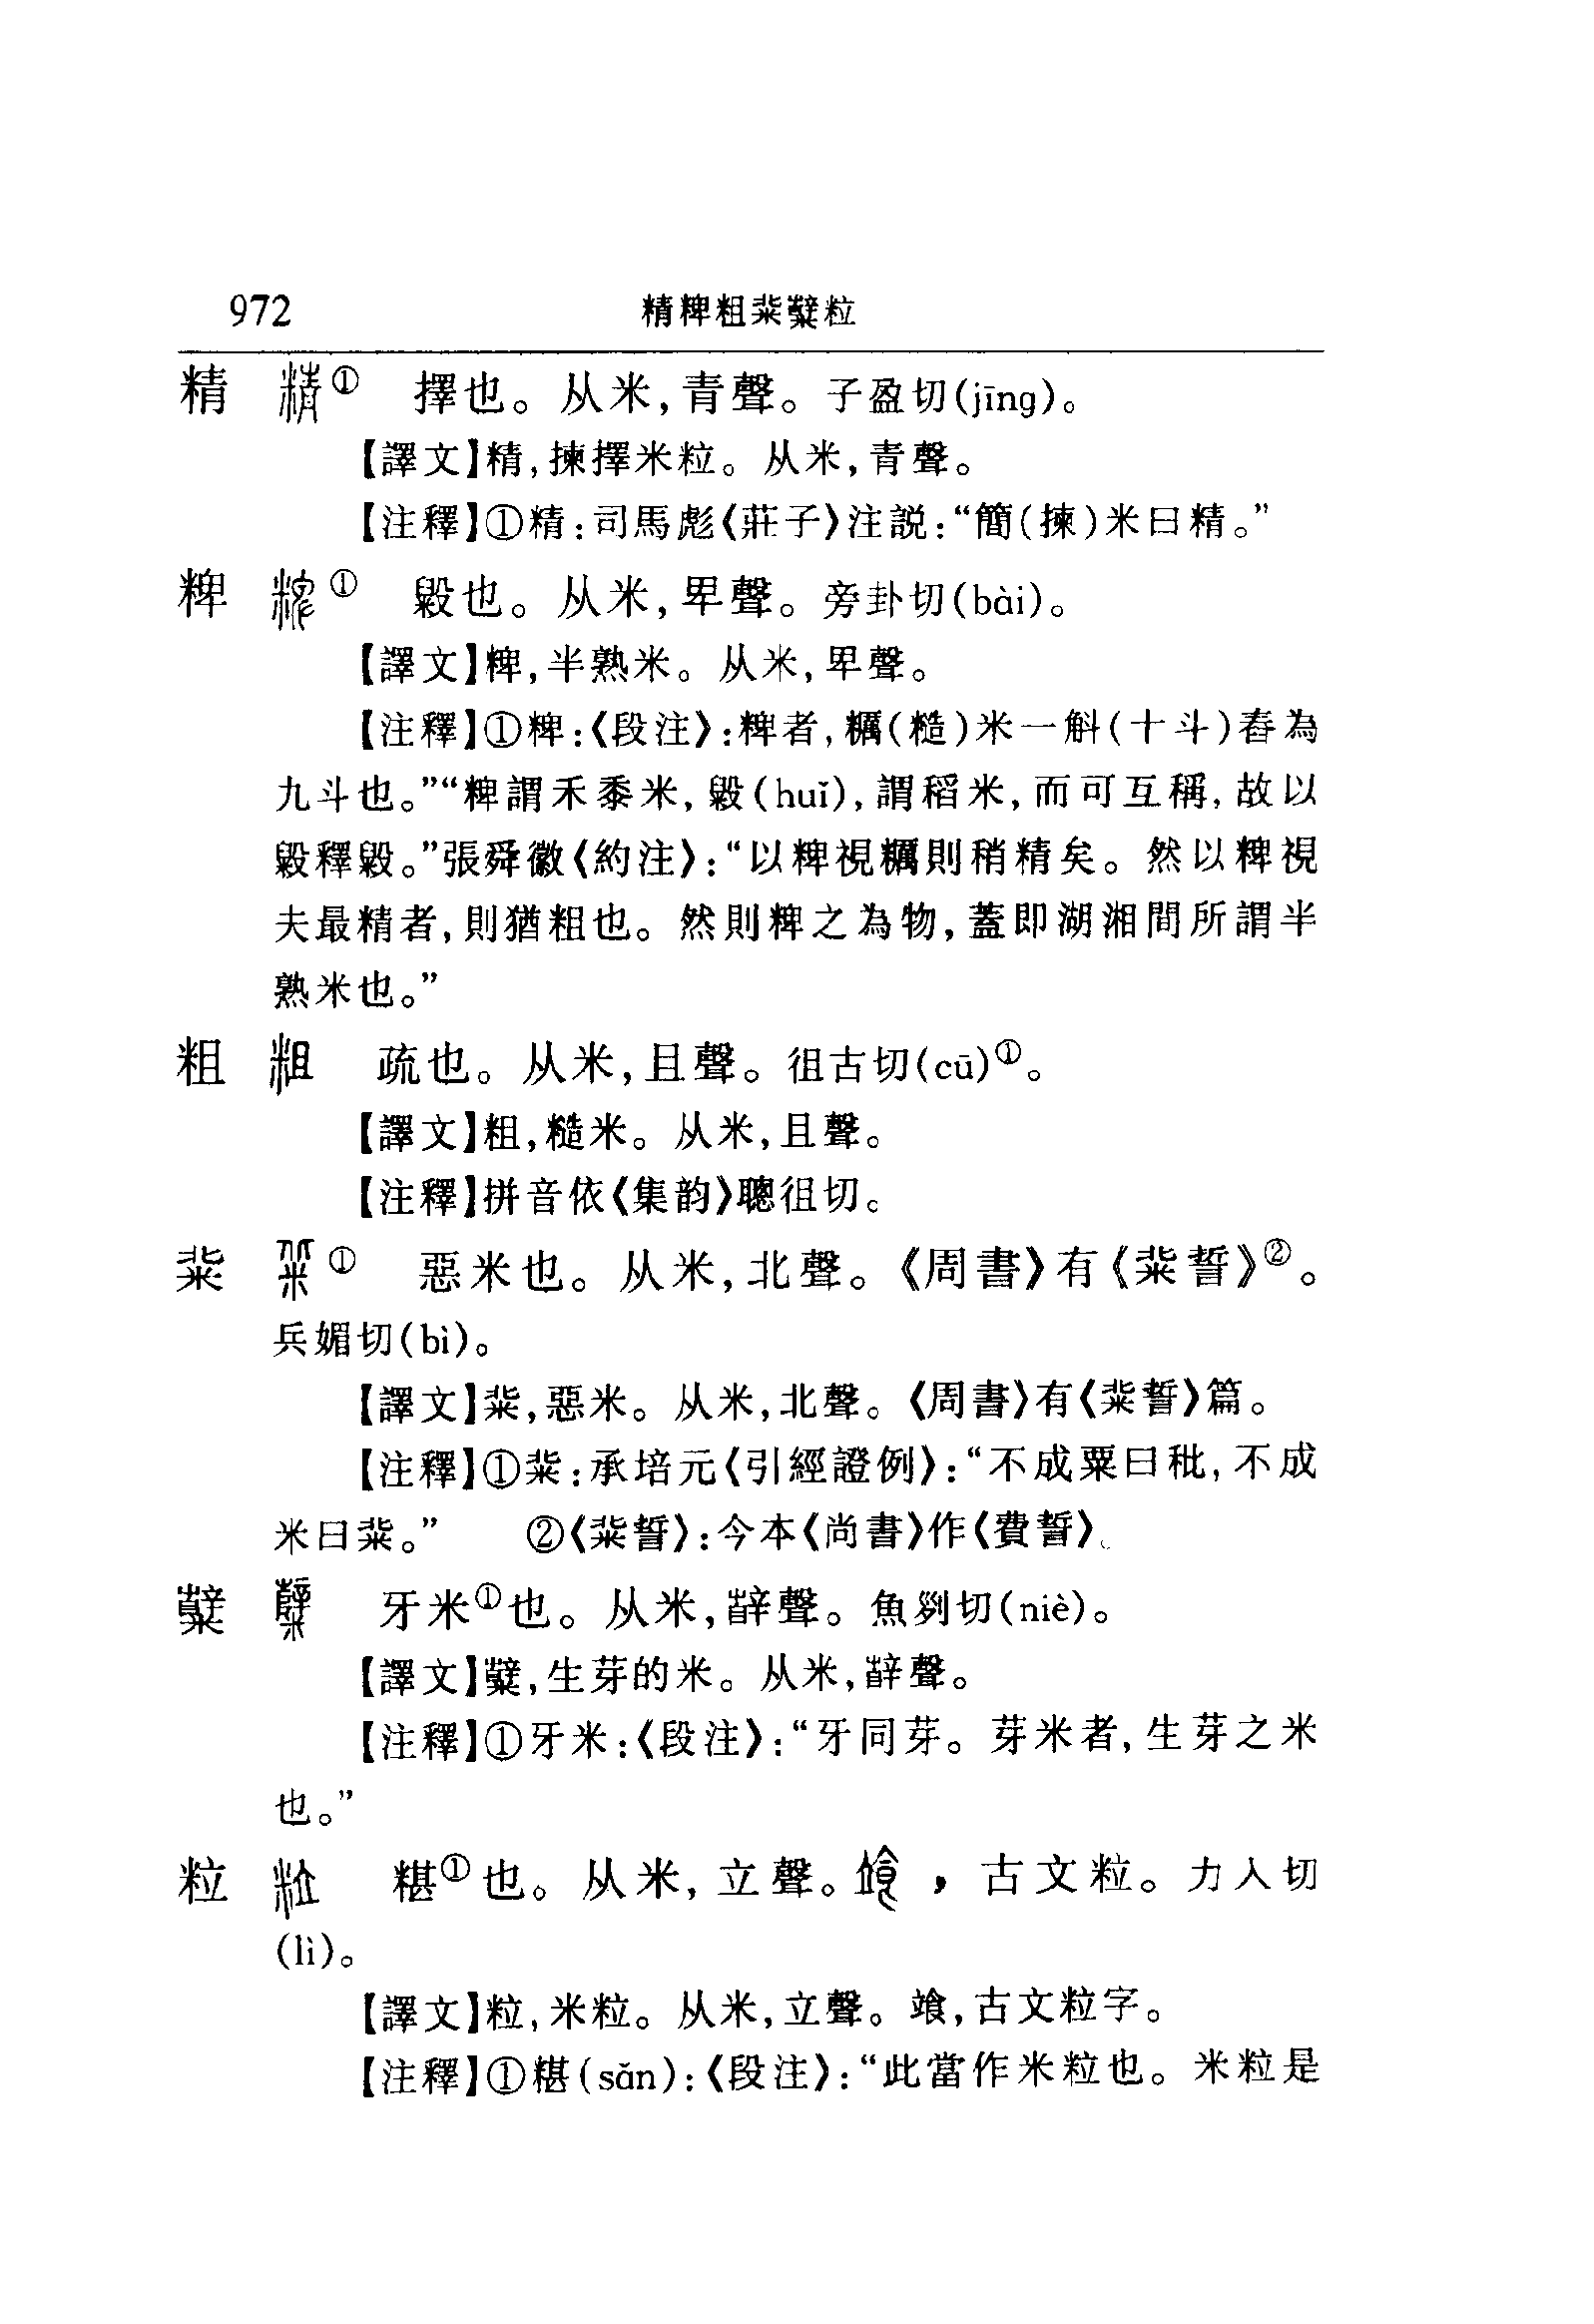 972 精粺粗粊糱粒
精 ① 擇也。从米，青聲。子盈切(jīng)。
【譯文】精，揀擇米粒。从米，青聲。
【注釋】①精：司馬彪〈莊子〉注説：“簡(揀)米曰精。”
粺 ① 毇也。从米，卑聲。旁卦切(bài)。
【譯文】粺，半熟米。从米，卑聲。
【注釋】①粺：〈段注〉：粺者，糲(糙)米一斛(十斗)舂為
九斗也。”“粺謂禾黍米，毇(huǐ)，謂稻米，而可互稱，故以
毇釋毇。”張舜徽〈約注〉：“以粺視糲則稍精矣。然以粺視
夫最精者，則猶粗也。然則粺之為物，蓋即湖湘間所謂半
熟米也。”
粗 疏也。从米，且聲。徂古切(cū)①。
【譯文】粗，糙米。从米，且聲。
【注釋】拼音依〈集韵〉聰徂切。
粊 ① 惡米也。从米，北聲。《周書》有《粊誓》②。
兵媚切(bì)。
【譯文】粊，惡米。从米，北聲。〈周書〉有〈粊誓〉篇。
【注釋】①粊：承培元〈引經證例〉：“不成粟曰秕，不成
米曰粊。” ②〈粊誓〉：今本〈尚書〉作〈費誓〉。
糱 牙米①也。从米，辥聲。魚列切(niè)。
【譯文】糱，生芽的米。从米，辥聲。
【注釋】①牙米：〈段注〉：“牙同芽。芽米者，生芽之米
也。”
粒 糂①也。从米，立聲。，古文粒。力入切
(lì)。
【譯文】粒，米粒。从米，立聲。䇐，古文粒字。
【注釋】①糂(sǎn)：〈段注〉：“此當作米粒也。米粒是